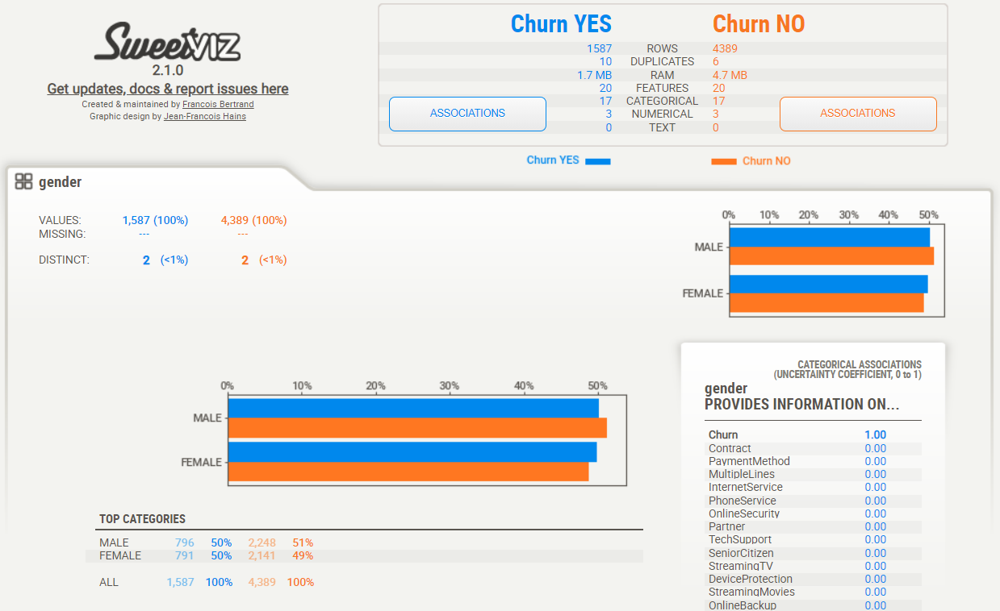 SweetVIZ
2.1.0
Get updates, docs & report issues here
Created & maintained by Francois Bertrand
Graphic design by Jean-Francois Hains
Churn YES Churn NO
1587 ROWS 4389
10 DUPLICATES 6
1.7 MB RAM 4.7 MB
20 FEATURES 20
17 CATEGORICAL 17
ASSOCIATIONS 3 NUMERICAL 3 ASSOCIATIONS
0 TEXT 0
Churn YES Churn NO
gender
VALUES: 1,587 (100%) 4,389 (100%)
MISSING: --- ---
DISTINCT: 2 (<1%) 2 (<1%)
0% 10% 20% 30% 40% 50%
MALE
FEMALE
0% 10% 20% 30% 40% 50%
MALE
FEMALE
TOP CATEGORIES
MALE 796 50% 2,248 51%
FEMALE 791 50% 2,141 49%
ALL 1,587 100% 4,389 100%
CATEGORICAL ASSOCIATIONS
(UNCERTAINTY COEFFICIENT, 0 to 1)
gender
PROVIDES INFORMATION ON...
Churn 1.00
Contract 0.00
PaymentMethod 0.00
MultipleLines 0.00
InternetService 0.00
PhoneService 0.00
OnlineSecurity 0.00
Partner 0.00
TechSupport 0.00
SeniorCitizen 0.00
StreamingTV 0.00
DeviceProtection 0.00
StreamingMovies 0.00
OnlineBackup 0.00